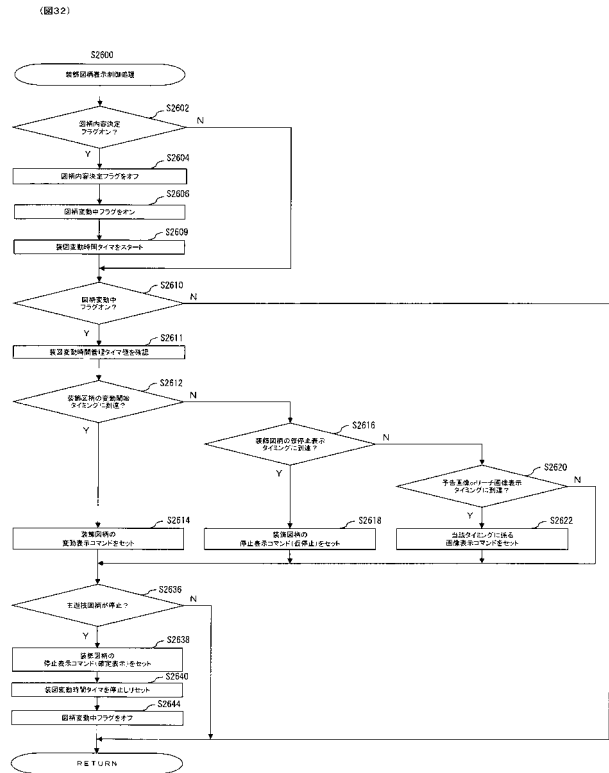 (図32)
S2600
装飾図柄表示制御処理
S2602
図柄内容決定
フラグオン?
N
Y
S2604
図柄内容決定フラグをオフ
S2606
図柄変動中フラグをオン
S2609
装図変動時間タイマをスタート
S2610
図柄変動中
フラグオン?
N
Y
S2611
装図変動時間管理タイマ値を確認
S2612
装飾図柄の変動開始
タイミングに到達?
N
Y
S2616
装飾図柄の仮停止表示
タイミングに到達?
N
Y
S2620
予告画像orリーチ画像表示
タイミングに到達?
N
Y
S2614
装飾図柄の
変動表示コマンドをセット
S2618
装飾図柄の
停止表示コマンド(仮停止)をセット
S2622
当該タイミングに係る
画像表示コマンドをセット
S2636
主遊技図柄が停止?
N
Y
S2638
装飾図柄の
停止表示コマンド(確定表示)をセット
S2640
装図変動時間タイマを停止しリセット
S2644
図柄変動中フラグをオフ
RETURN